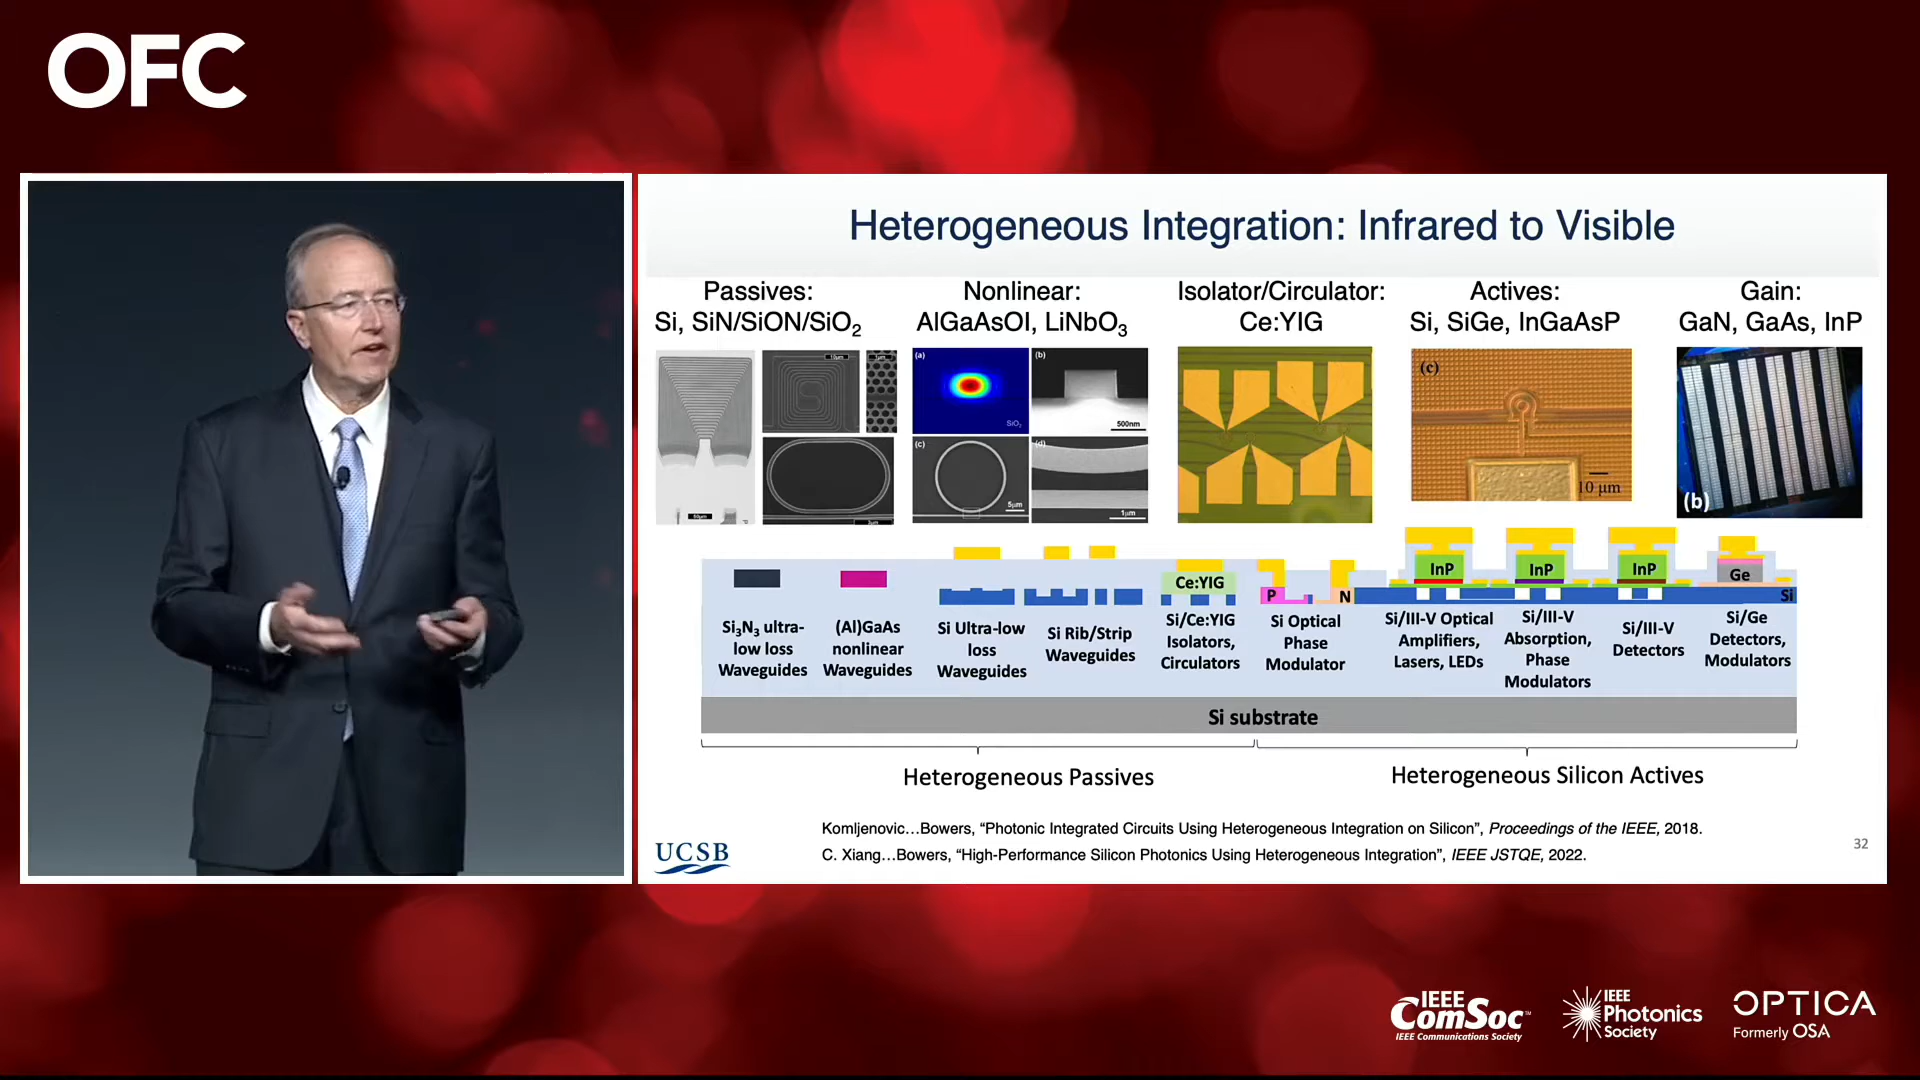 OFC
Heterogeneous Integration: Infrared to Visible
Passives:
Si, SiN/SiON/SiO₂
Nonlinear:
AlGaAsOI, LiNbO₃
Isolator/Circulator:
Ce:YIG
Actives:
Si, SiGe, InGaAsP
Gain:
GaN, GaAs, InP
10μm
50μm
(a)
SiO₂
(b)
500nm
(c)
5μm
(d)
1μm
(c)
10 μm
(b)
InP
InP
InP
Ge
Ce:YIG
P
N
Si
Si₃N₃ ultra-
low loss
Waveguides
(Al)GaAs
nonlinear
Waveguides
Si Ultra-low
loss
Waveguides
Si Rib/Strip
Waveguides
Si/Ce:YIG
Isolators,
Circulators
Si Optical
Phase
Modulator
Si/III-V Optical
Amplifiers,
Lasers, LEDs
Si/III-V
Absorption,
Phase
Modulators
Si/III-V
Detectors
Si/Ge
Detectors,
Modulators
Si substrate
Heterogeneous Passives
Heterogeneous Silicon Actives
Komljenovic…Bowers, “Photonic Integrated Circuits Using Heterogeneous Integration on Silicon”, Proceedings of the IEEE, 2018.
C. Xiang…Bowers, “High-Performance Silicon Photonics Using Heterogeneous Integration”, IEEE JSTQE, 2022.
UCSB
32
IEEE
ComSoc™
IEEE Communications Society
IEEE
Photonics
Society
OPTICA
Formerly OSA